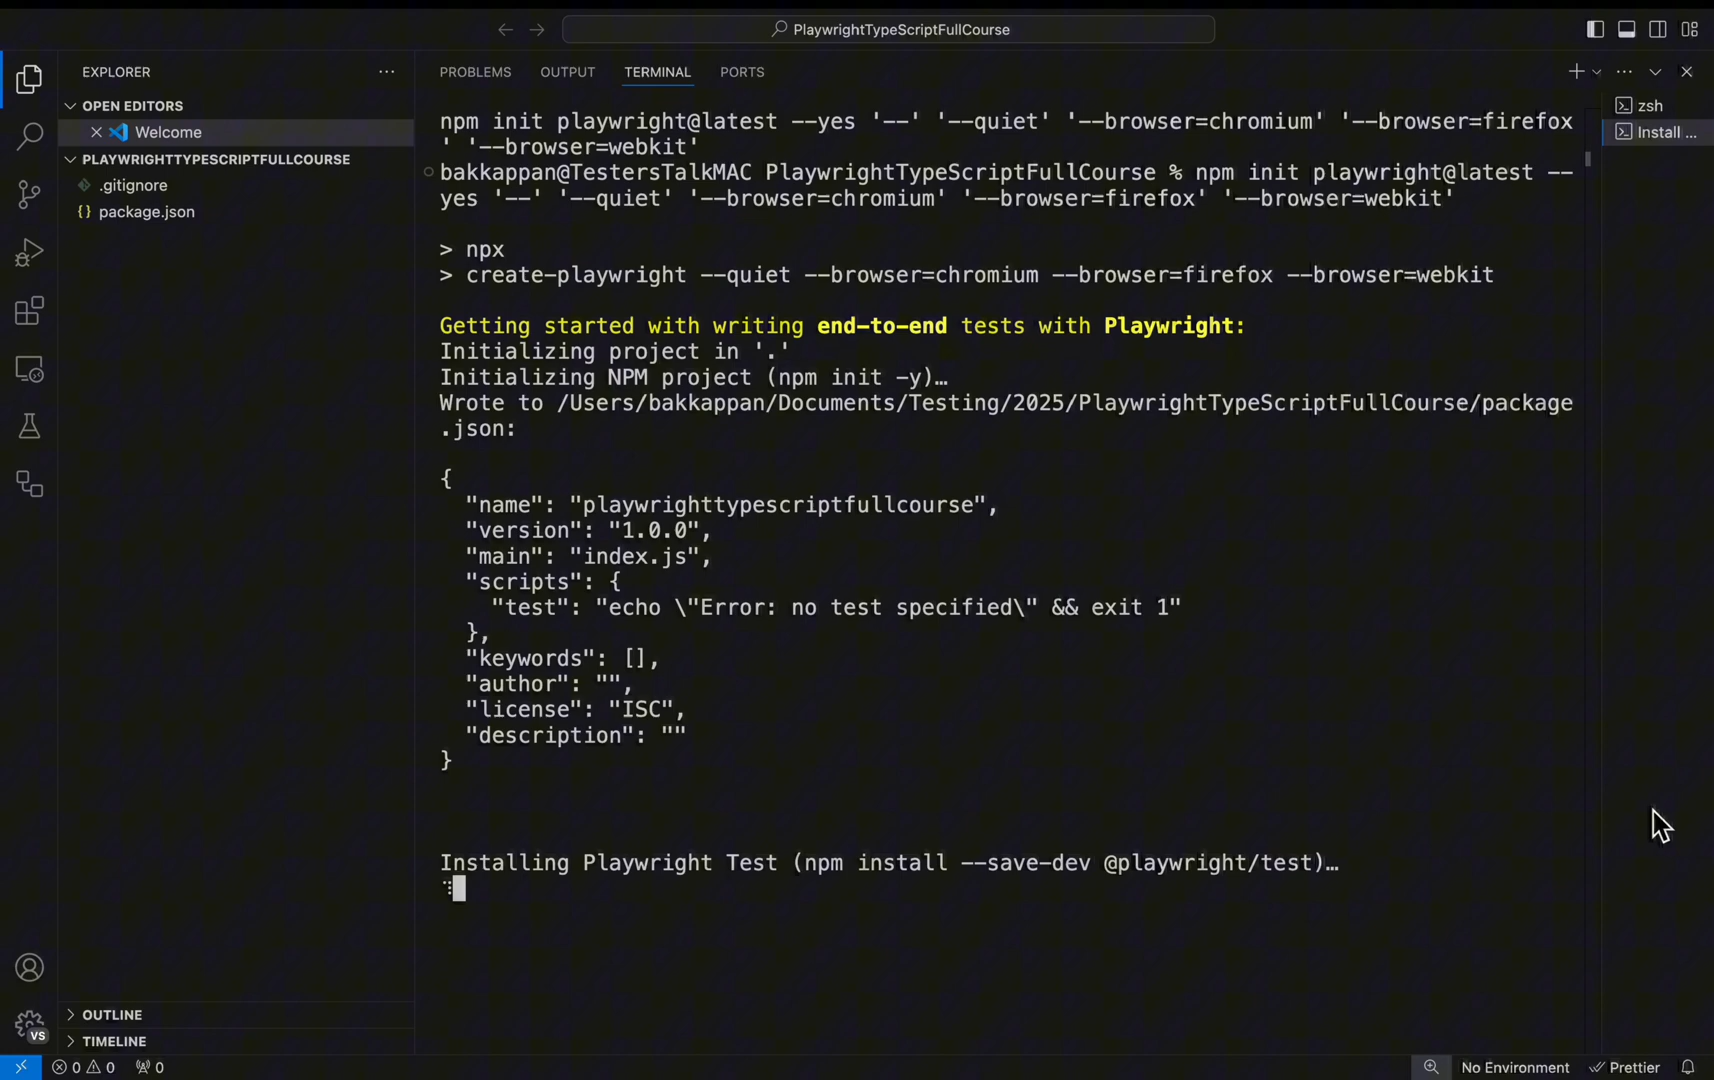 PlaywrightTypeScriptFullCourse
EXPLORER
OPEN EDITORS
Welcome
PLAYWRIGHTTYPESCRIPTFULLCOURSE
.gitignore
{} package.json
OUTLINE
TIMELINE
PROBLEMS OUTPUT TERMINAL PORTS
npm init playwright@latest --yes '--' '--quiet' '--browser=chromium' '--browser=firefox
' '--browser=webkit'
bakkappan@TestersTalkMAC PlaywrightTypeScriptFullCourse % npm init playwright@latest --
yes '--' '--quiet' '--browser=chromium' '--browser=firefox' '--browser=webkit'
> npx
> create-playwright --quiet --browser=chromium --browser=firefox --browser=webkit
Getting started with writing end-to-end tests with Playwright:
Initializing project in '.'
Initializing NPM project (npm init -y)…
Wrote to /Users/bakkappan/Documents/Testing/2025/PlaywrightTypeScriptFullCourse/package
.json:
{
"name": "playwrighttypescriptfullcourse",
"version": "1.0.0",
"main": "index.js",
"scripts": {
"test": "echo \"Error: no test specified\" && exit 1"
},
"keywords": [],
"author": "",
"license": "ISC",
"description": ""
}
Installing Playwright Test (npm install --save-dev @playwright/test)…
zsh
Install ...
VS
0 0 0
No Environment Prettier